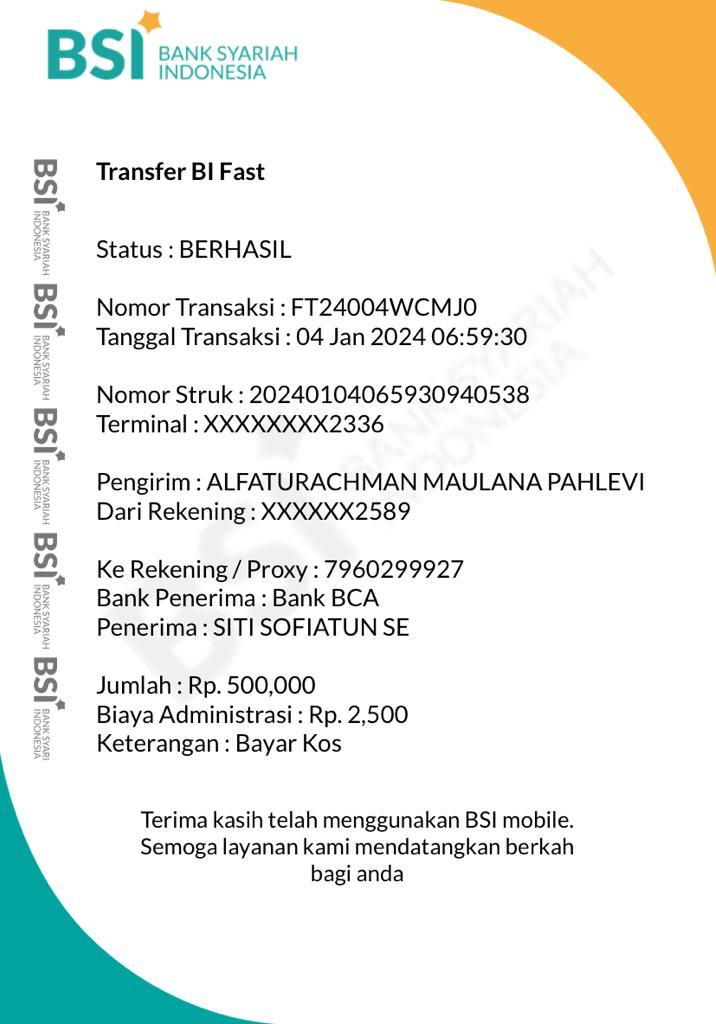 BSI BANK SYARIAH
INDONESIA
Transfer BI Fast
Status : BERHASIL
Nomor Transaksi : FT24004WCMJ0
Tanggal Transaksi : 04 Jan 2024 06:59:30
Nomor Struk : 20240104065930940538
Terminal : XXXXXXXX2336
Pengirim : ALFATURACHMAN MAULANA PAHLEVI
Dari Rekening : XXXXXX2589
Ke Rekening / Proxy : 7960299927
Bank Penerima : Bank BCA
Penerima : SITI SOFIATUN SE
Jumlah : Rp. 500,000
Biaya Administrasi : Rp. 2,500
Keterangan : Bayar Kos
Terima kasih telah menggunakan BSI mobile.
Semoga layanan kami mendatangkan berkah
bagi anda
BSI BANK SYARIAH
INDONESIA
BSI BANK SYARIAH
INDONESIA
BSI BANK SYARIAH
INDONESIA
BSI BANK SYARIAH
INDONESIA
BSI BANK SYARI
INDONESIA
BSI BANK SYARIAH
INDONESIA